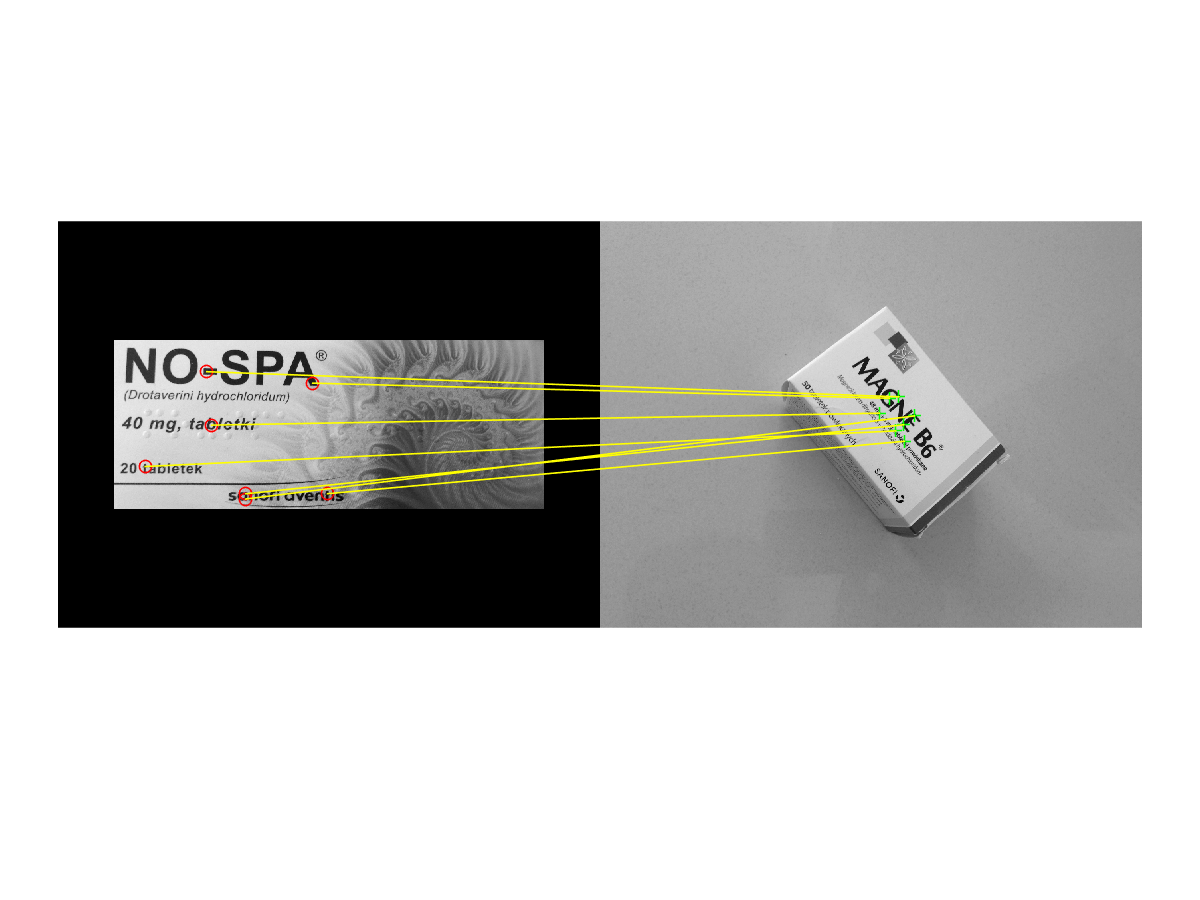 NO-SPA®
(Drotaverini hydrochloridum)
40 mg, tabletki
20 tabletek
sanofi aventis
MAGNE B6®
SANOFI